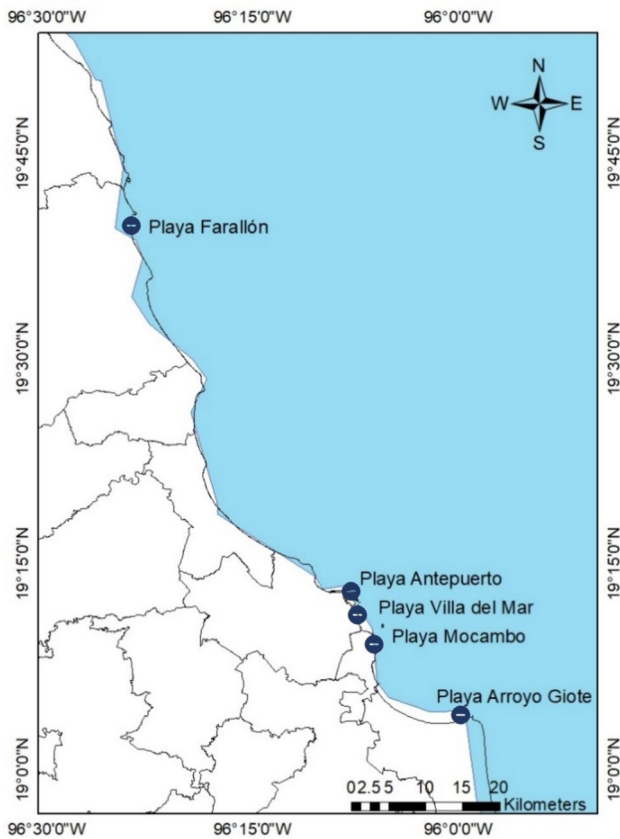 96°30'0"W 96°15'0"W 96°0'0"W
N
W E
S
19°45'0"N 19°45'0"N
Playa Farallón
19°30'0"N 19°30'0"N
19°15'0"N 19°15'0"N
Playa Antepuerto
Playa Villa del Mar
Playa Mocambo
Playa Arroyo Giote
19°0'0"N 19°0'0"N
0 2.5 5 10 15 20
Kilometers
96°30'0"W 96°15'0"W 96°0'0"W